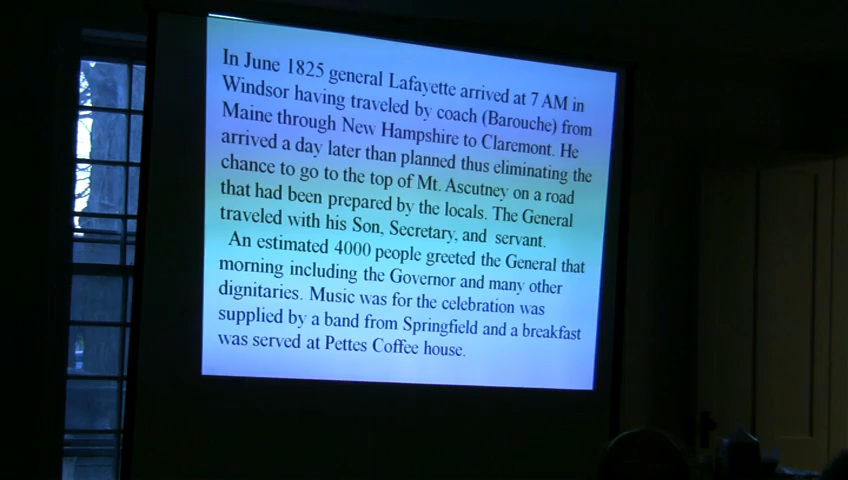 In June 1825 general Lafayette arrived at 7 AM in
Windsor having traveled by coach (Barouche) from
Maine through New Hampshire to Claremont. He
arrived a day later than planned thus eliminating the
chance to go to the top of Mt. Ascutney on a road
that had been prepared by the locals. The General
traveled with his Son, Secretary, and servant.
An estimated 4000 people greeted the General that
morning including the Governor and many other
dignitaries. Music was for the celebration was
supplied by a band from Springfield and a breakfast
was served at Pettes Coffee house.